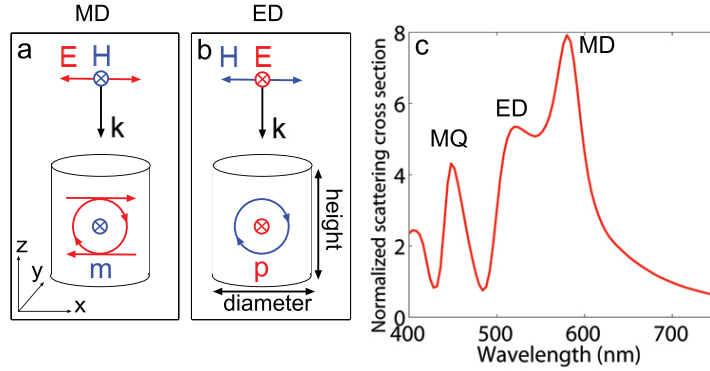 MD
ED
a
E H
k
m
z
y
x
b
H E
k
p
height
diameter
c
MD
ED
MQ
Normalized scattering cross section
8
6
4
2
0
400
500
600
700
Wavelength (nm)